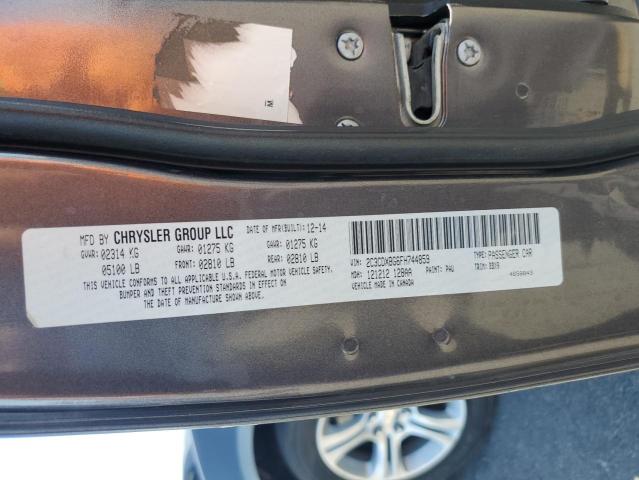 MFD BY CHRYSLER GROUP LLC
DATE OF MFR(BUILT): 12-14
GVWR: 02314 KG GAWR: 01275 KG GAWR: 01275 KG
05100 LB FRONT: 02810 LB REAR: 02810 LB
THIS VEHICLE CONFORMS TO ALL APPLICABLE U.S.A. FEDERAL MOTOR VEHICLE SAFETY,
BUMPER AND THEFT PREVENTION STANDARDS IN EFFECT ON
THE DATE OF MANUFACTURE SHOWN ABOVE.
VIN: 2C3CDXBG6FH744859 TYPE: PASSENGER CAR
MDH: 121212 12BAA PAINT: PAU TRIM: B8X9
VEHICLE MADE IN CANADA